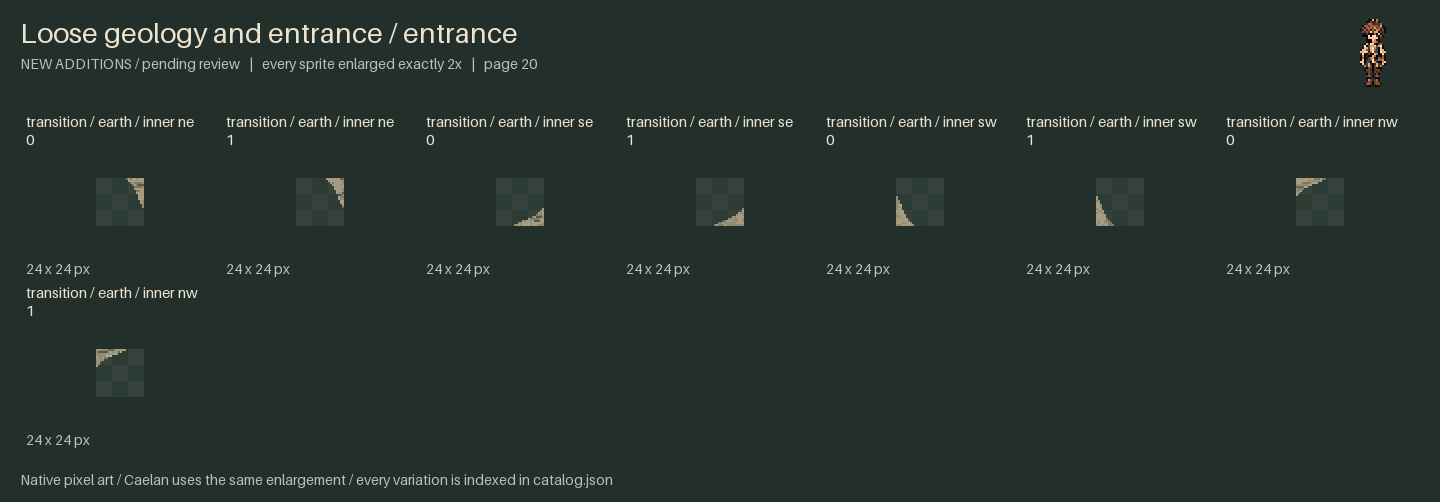 Loose geology and entrance / entrance
NEW ADDITIONS / pending review | every sprite enlarged exactly 2x | page 20
transition / earth / inner ne
0
transition / earth / inner ne
1
transition / earth / inner se
0
transition / earth / inner se
1
transition / earth / inner sw
0
transition / earth / inner sw
1
transition / earth / inner nw
0
24 x 24 px
24 x 24 px
24 x 24 px
24 x 24 px
24 x 24 px
24 x 24 px
24 x 24 px
transition / earth / inner nw
1
24 x 24 px
Native pixel art / Caelan uses the same enlargement / every variation is indexed in catalog.json